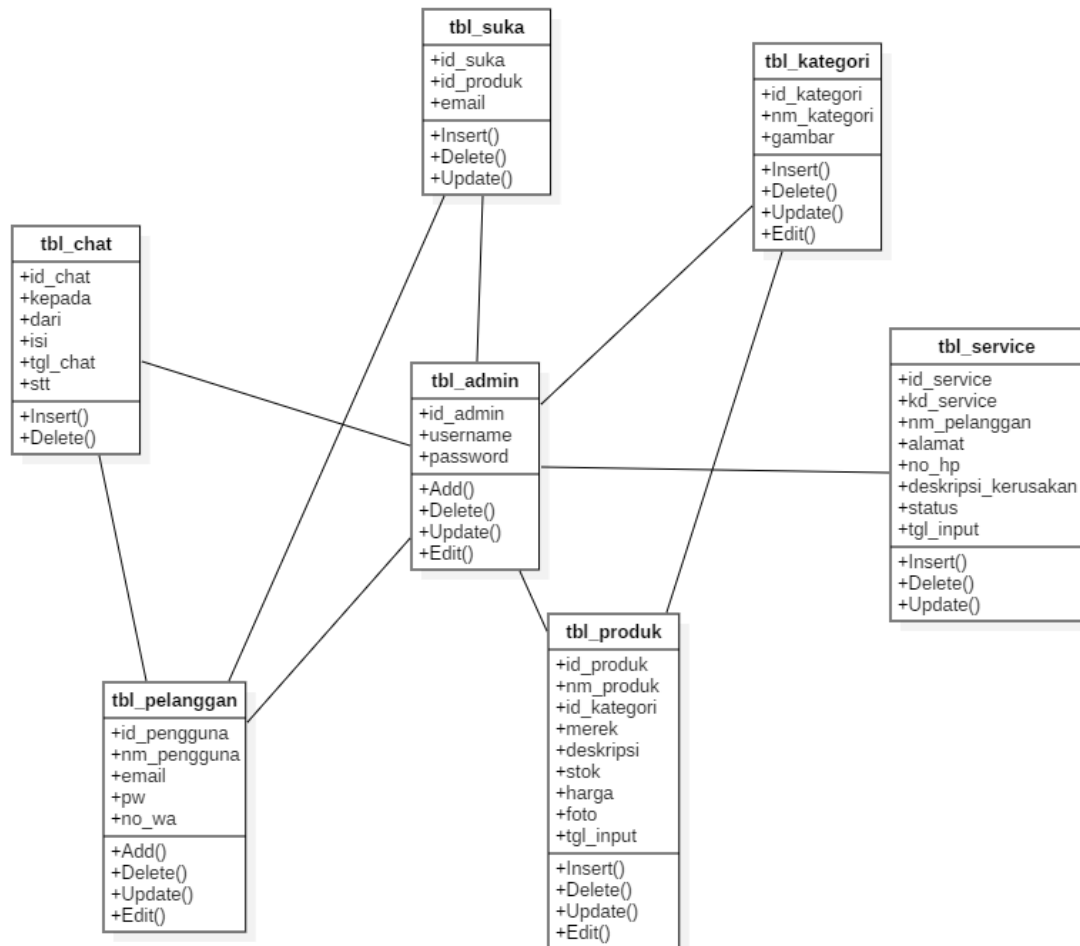 tbl_suka
+id_suka
+id_produk
+email
+Insert()
+Delete()
+Update()
tbl_kategori
+id_kategori
+nm_kategori
+gambar
+Insert()
+Delete()
+Update()
+Edit()
tbl_chat
+id_chat
+kepada
+dari
+isi
+tgl_chat
+stt
+Insert()
+Delete()
tbl_admin
+id_admin
+username
+password
+Add()
+Delete()
+Update()
+Edit()
tbl_service
+id_service
+kd_service
+nm_pelanggan
+alamat
+no_hp
+deskripsi_kerusakan
+status
+tgl_input
+Insert()
+Delete()
+Update()
tbl_pelanggan
+id_pengguna
+nm_pengguna
+email
+pw
+no_wa
+Add()
+Delete()
+Update()
+Edit()
tbl_produk
+id_produk
+nm_produk
+id_kategori
+merek
+deskripsi
+stok
+harga
+foto
+tgl_input
+Insert()
+Delete()
+Update()
+Edit()